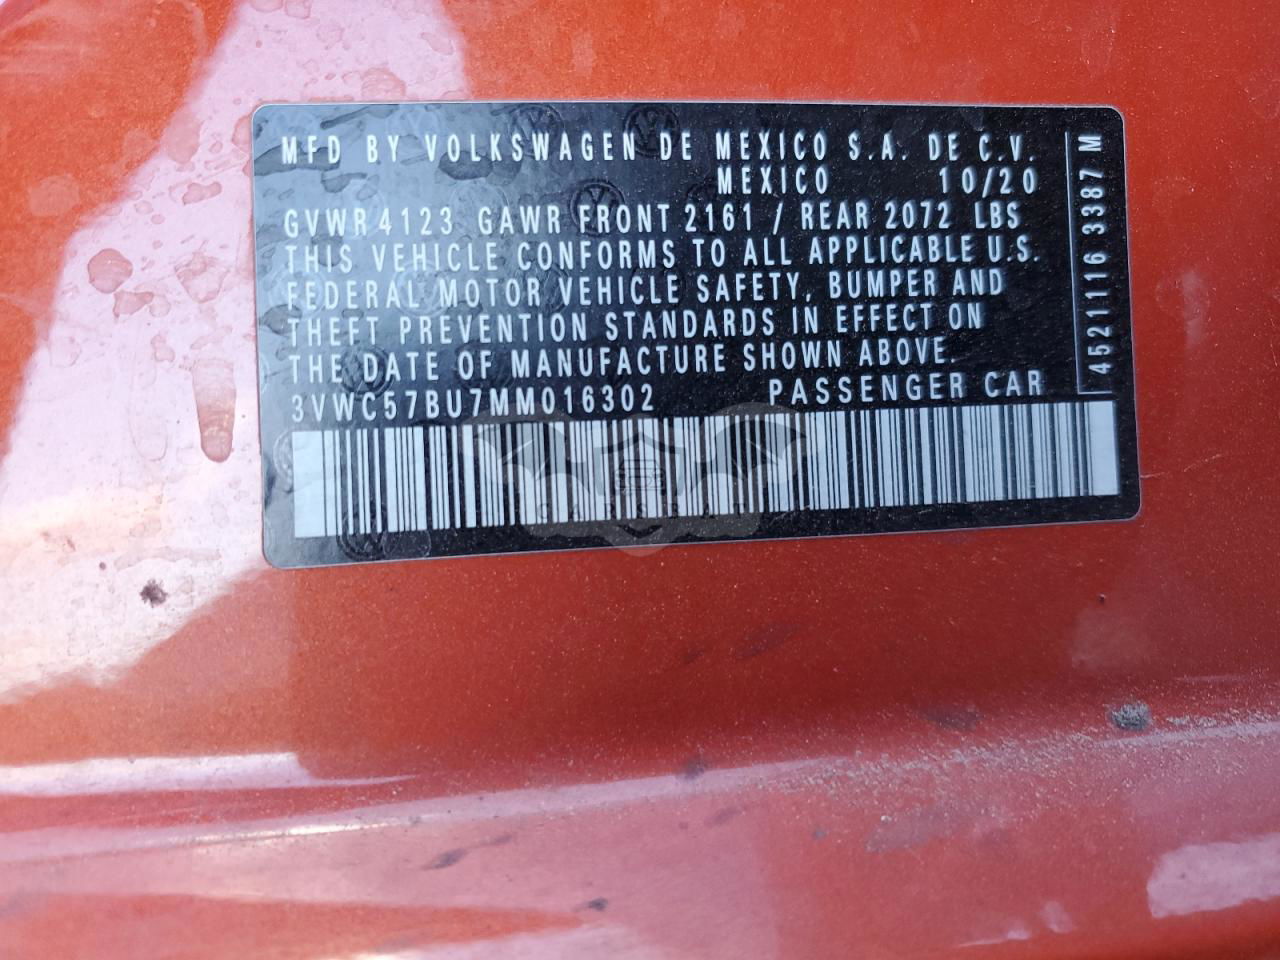 MFD BY VOLKSWAGEN DE MEXICO S.A. DE C.V.
MEXICO 10/20
GVWR 4123 GAWR FRONT 2161 / REAR 2072 LBS
THIS VEHICLE CONFORMS TO ALL APPLICABLE U.S.
FEDERAL MOTOR VEHICLE SAFETY, BUMPER AND
THEFT PREVENTION STANDARDS IN EFFECT ON
THE DATE OF MANUFACTURE SHOWN ABOVE.
3VWC57BU7MM016302 PASSENGER CAR
4521116 3387 M